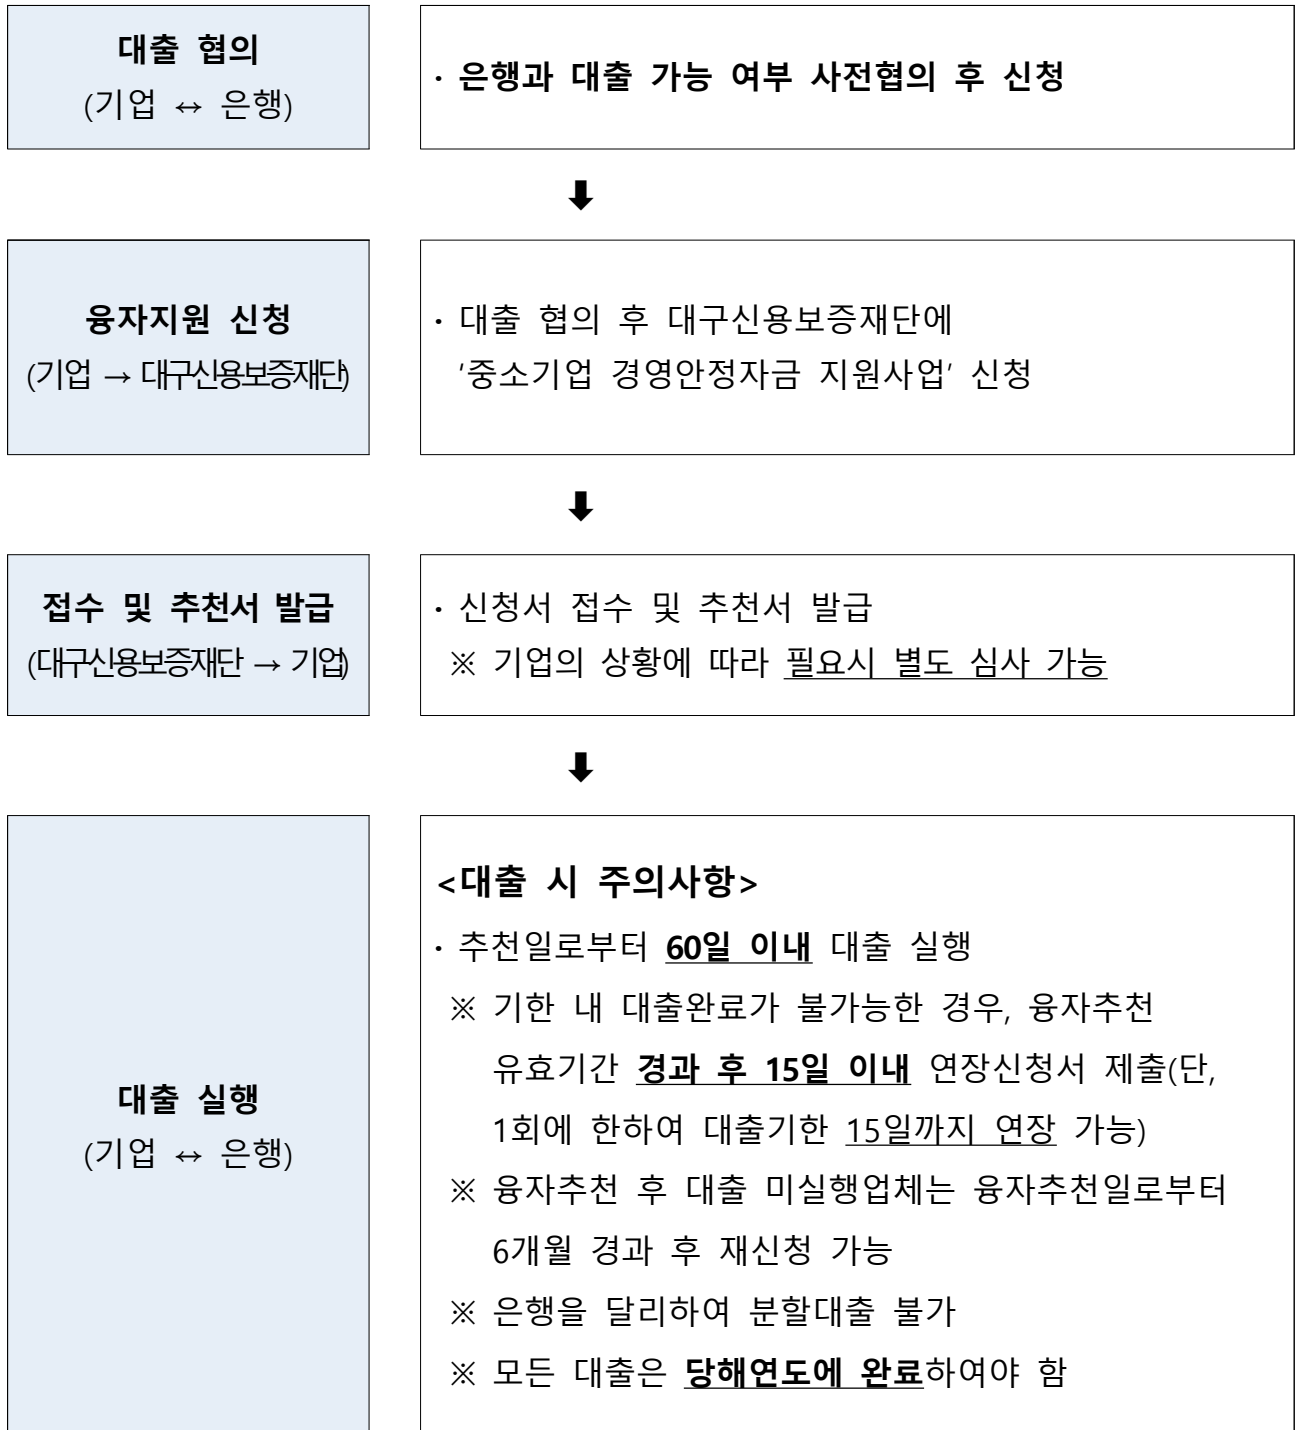 대출 협의
(기업 ↔ 은행)
· 은행과 대출 가능 여부 사전협의 후 신청
⬇
융자지원 신청
(기업 → 대구신용보증재단)
· 대출 협의 후 대구신용보증재단에
'중소기업 경영안정자금 지원사업' 신청
⬇
접수 및 추천서 발급
(대구신용보증재단 → 기업)
· 신청서 접수 및 추천서 발급
※ 기업의 상황에 따라 필요시 별도 심사 가능
⬇
대출 실행
(기업 ↔ 은행)
<대출 시 주의사항>
· 추천일로부터 60일 이내 대출 실행
※ 기한 내 대출완료가 불가능한 경우, 융자추천
유효기간 경과 후 15일 이내 연장신청서 제출(단,
1회에 한하여 대출기한 15일까지 연장 가능)
※ 융자추천 후 대출 미실행업체는 융자추천일로부터
6개월 경과 후 재신청 가능
※ 은행을 달리하여 분할대출 불가
※ 모든 대출은 당해연도에 완료하여야 함